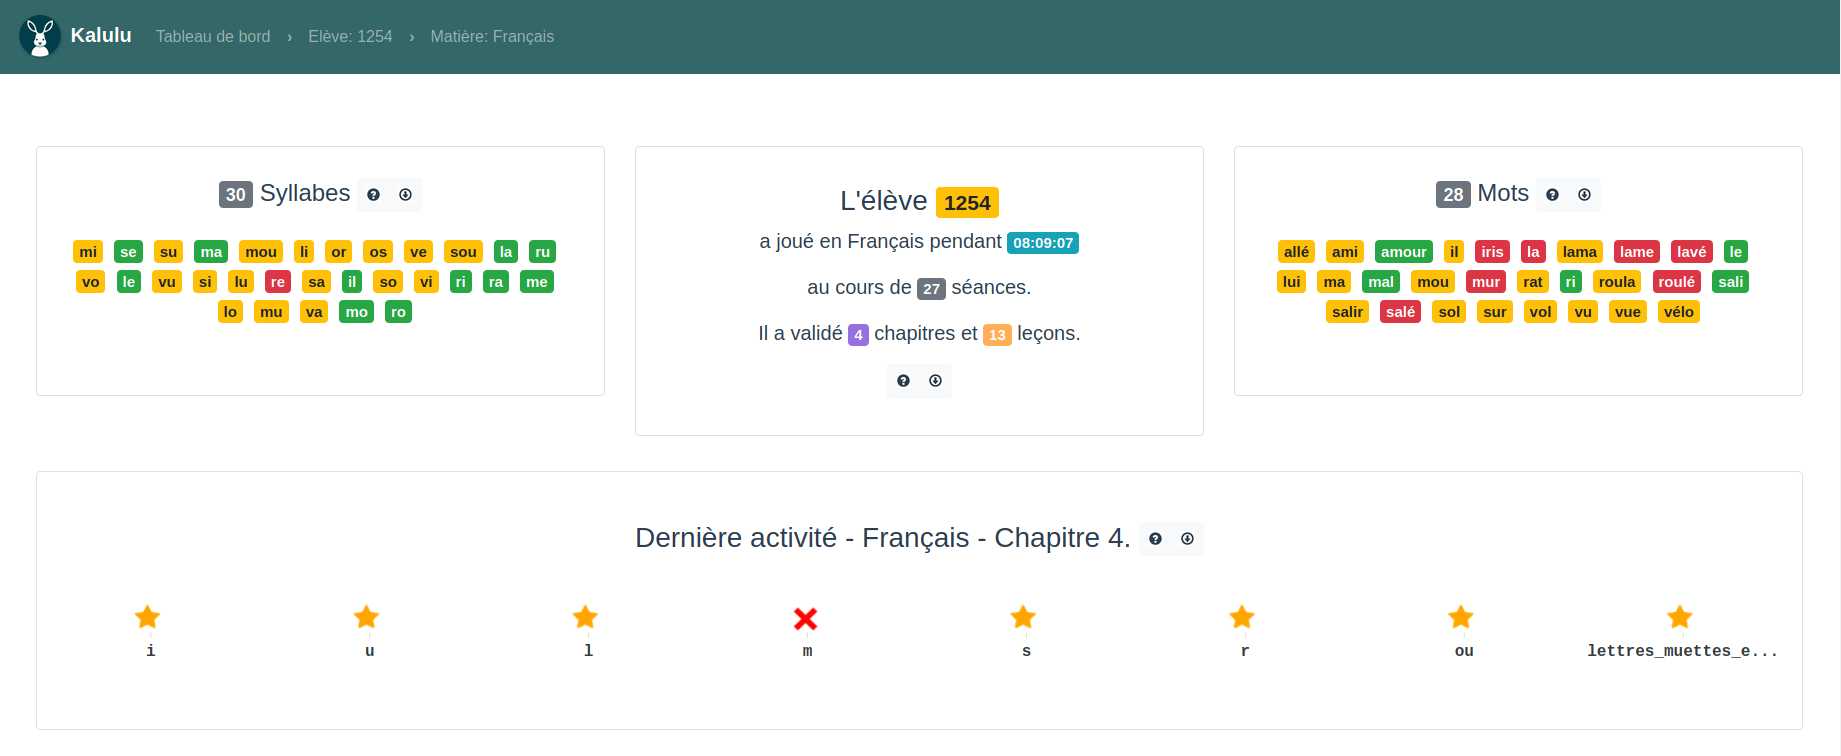 Kalulu Tableau de bord › Elève: 1254 › Matière: Français
30 Syllabes
mi se su ma mou li or os ve sou la ru
vo le vu si lu re sa il so vi ri ra me
lo mu va mo ro
L'élève 1254
a joué en Français pendant 08:09:07
au cours de 27 séances.
Il a validé 4 chapitres et 13 leçons.
28 Mots
allé ami amour il iris la lama lame lavé le
lui ma mal mou mur rat ri roula roulé sali
salir salé sol sur vol vu vue vélo
Dernière activité - Français - Chapitre 4.
i u l m s r ou lettres_muettes_e...